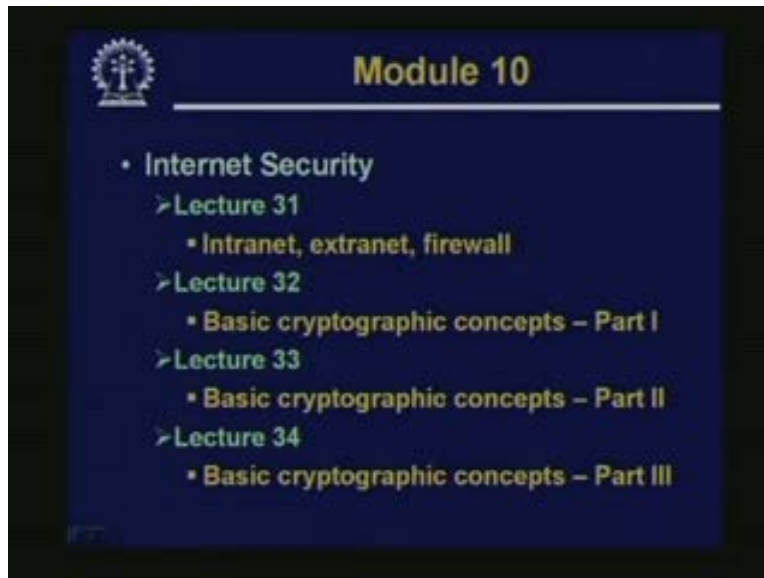 Module 10
• Internet Security
➢Lecture 31
▪ Intranet, extranet, firewall
➢Lecture 32
▪ Basic cryptographic concepts – Part I
➢Lecture 33
▪ Basic cryptographic concepts – Part II
➢Lecture 34
▪ Basic cryptographic concepts – Part III